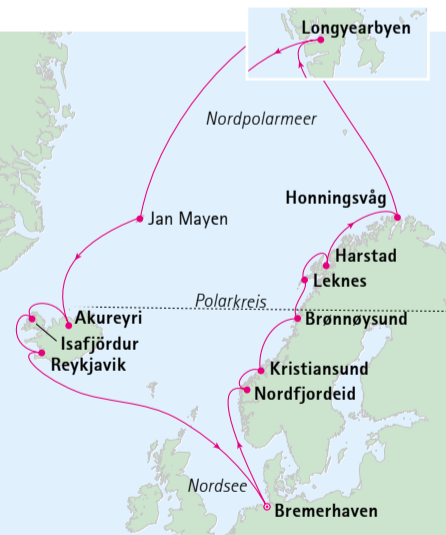 Longyearbyen
Nordpolarmeer
Honningsvåg
Jan Mayen
Harstad
Leknes
Polarkreis
Akureyri
Brønnøysund
Isafjördur
Reykjavik
Kristiansund
Nordfjordeid
Nordsee
Bremerhaven